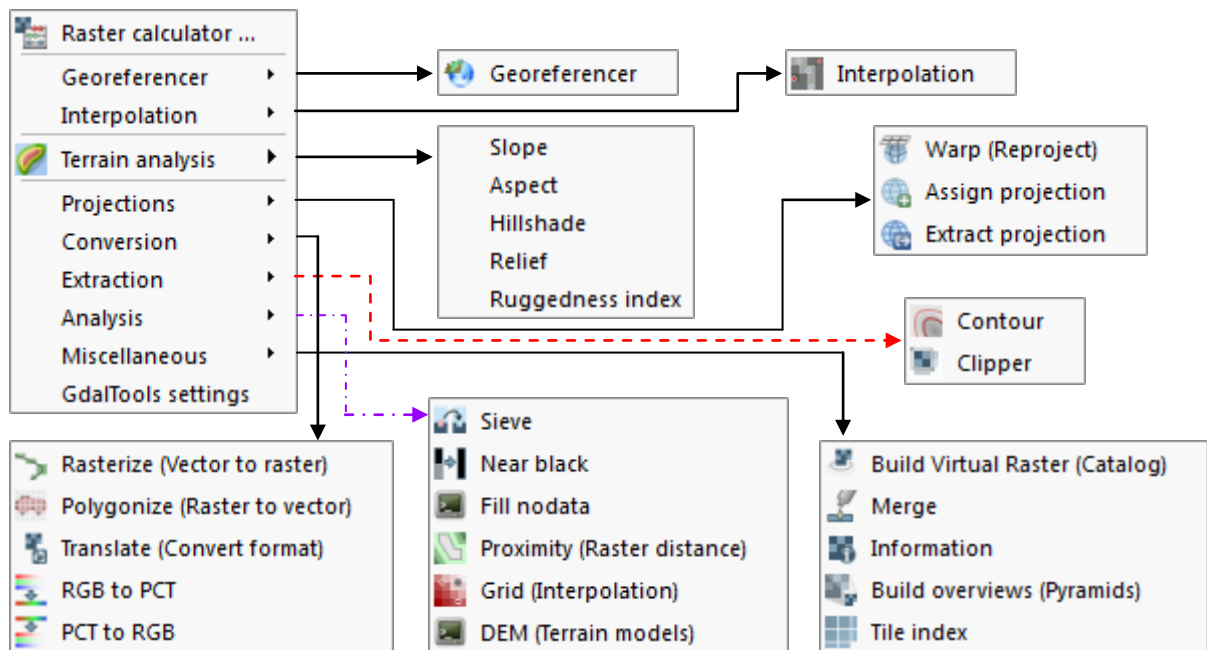 Raster calculator ...
Georeferencer
Interpolation
Terrain analysis
Projections
Conversion
Extraction
Analysis
Miscellaneous
GdalTools settings
Georeferencer
Interpolation
Slope
Aspect
Hillshade
Relief
Ruggedness index
Warp (Reproject)
Assign projection
Extract projection
Contour
Clipper
Rasterize (Vector to raster)
Polygonize (Raster to vector)
Translate (Convert format)
RGB to PCT
PCT to RGB
Sieve
Near black
Fill nodata
Proximity (Raster distance)
Grid (Interpolation)
DEM (Terrain models)
Build Virtual Raster (Catalog)
Merge
Information
Build overviews (Pyramids)
Tile index